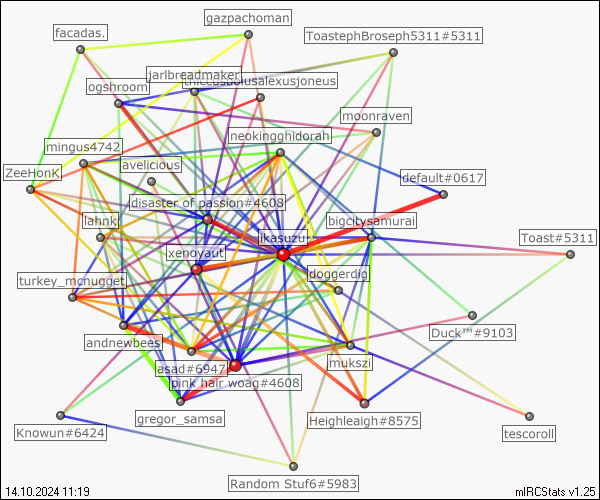 gazpachoman
facadas.
ToastephBroseph5311#5311
jarlbreadmaker
ogshroom
moonraven
neokingghidorah
mingus4742
avelicious
ZeeHonK
default#0617
disaster of passion#4608
lahnk
bigcitysamurai
ikasuzu
Toast#5311
xenoyaut
doggerdig
turkey_mcnugget
Duck™#9103
andnewbees
asad#6947
mukszi
pink hair woag#4608
gregor_samsa
Heighleaigh#8575
Knowun#6424
tescoroll
Random Stuf6#5983
14.10.2024 11:19
mIRCStats v1.25